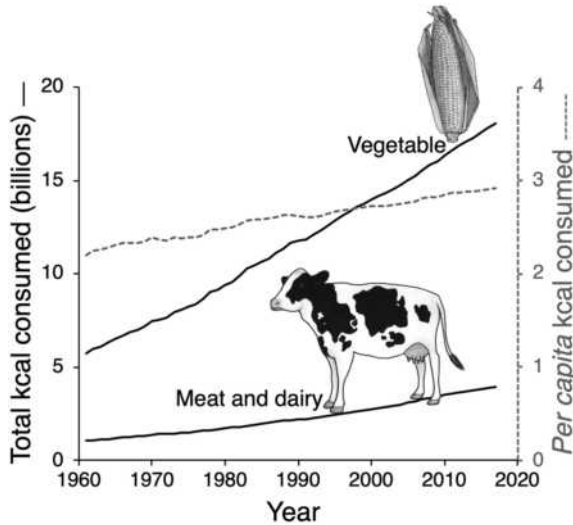 Total kcal consumed (billions)
20
15
10
5
0
Vegetable
Meat and dairy
4
3
2
1
0
Per capita kcal consumed
1960 1970 1980 1990 2000 2010 2020
Year